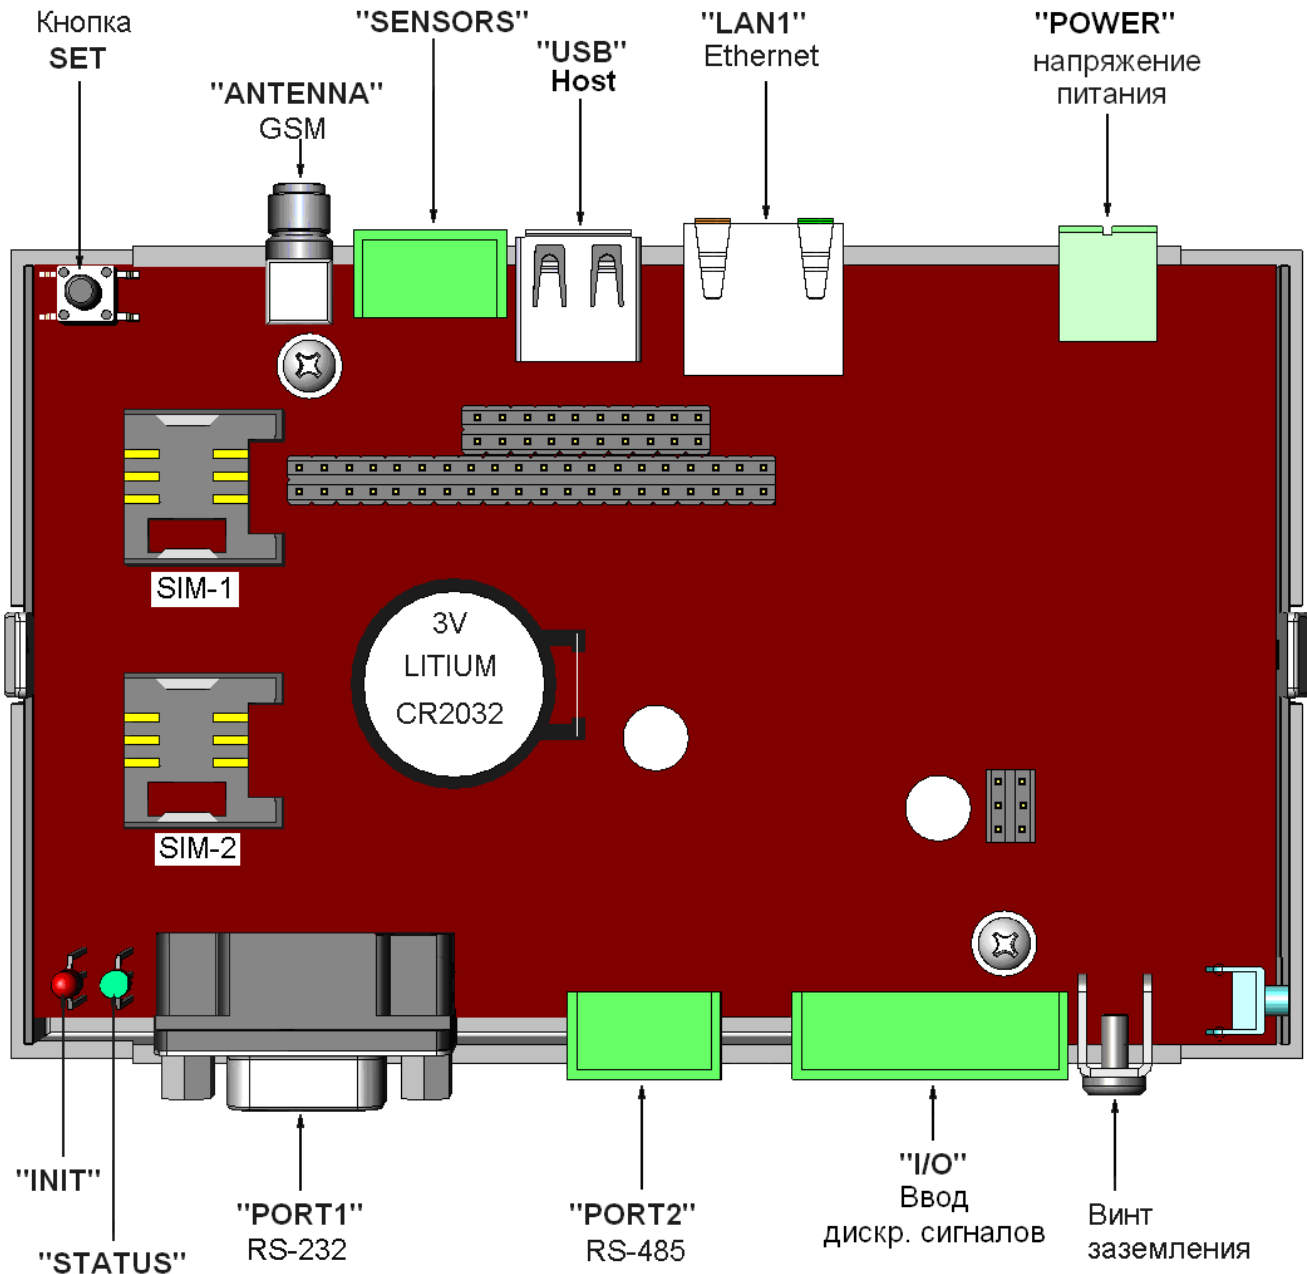 Кнопка
SET
"ANTENNA"
GSM
"SENSORS"
"USB"
Host
"LAN1"
Ethernet
"POWER"
напряжение
питания
SIM-1
3V
LITIUM
CR2032
SIM-2
"INIT"
"STATUS"
"PORT1"
RS-232
"PORT2"
RS-485
"I/O"
Ввод
дискр. сигналов
Винт
заземления